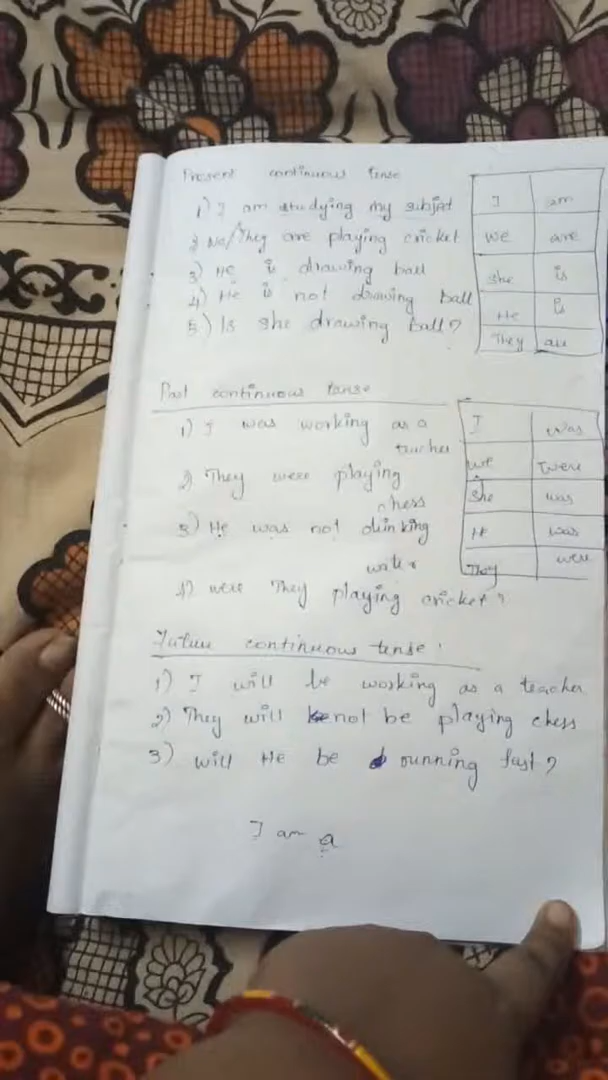 Present continuous tense
1) I am studying my subject
2) We/They are playing cricket
3) He is drawing ball
4) He is not drawing ball
5) Is she drawing ball?
I am
we are
she is
He is
They are
Past continuous tense
1) I was working as a
teacher
2) They were playing
chess
3) He was not drinking
water
4) were They playing cricket?
I was
we were
she was
He was
They were
Future continuous tense :
1) I will be working as a teacher
2) They will not be playing chess
3) will He be running fast?
I am a